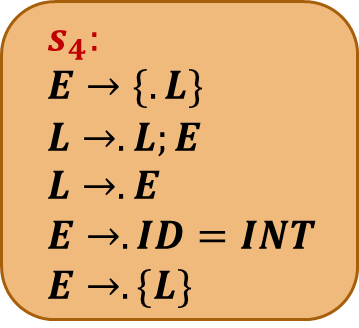 s₄:
E → {. L}
L →. L; E
L →. E
E →. ID = INT
E →. {L}